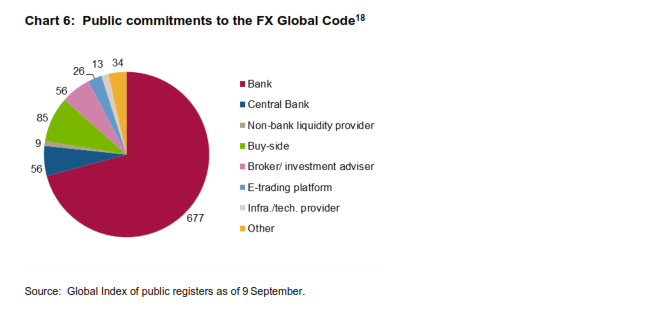 Chart 6:  Public commitments to the FX Global Code18
13 34
26
56
85
9
56
677
Bank
Central Bank
Non-bank liquidity provider
Buy-side
Broker/ investment adviser
E-trading platform
Infra./tech. provider
Other
Source:  Global Index of public registers as of 9 September.